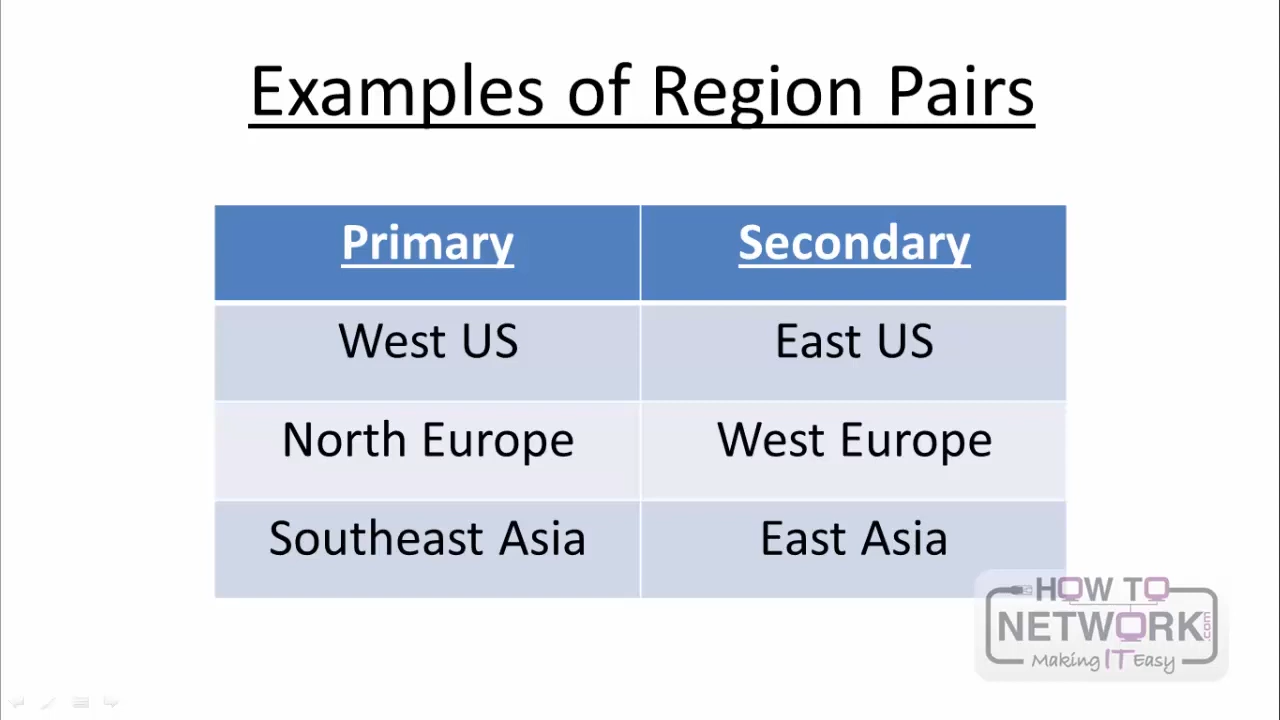 Examples of Region Pairs
Primary Secondary
West US East US
North Europe West Europe
Southeast Asia East Asia
HOW TO
NETWORK.com
Making IT Easy